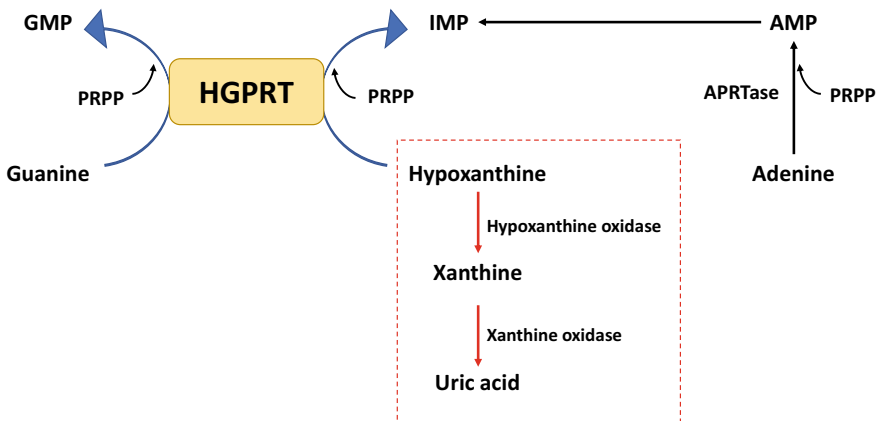 GMP
IMP
AMP
PRPP
HGPRT
PRPP
APRTase
PRPP
Guanine
Hypoxanthine
Adenine
Hypoxanthine oxidase
Xanthine
Xanthine oxidase
Uric acid